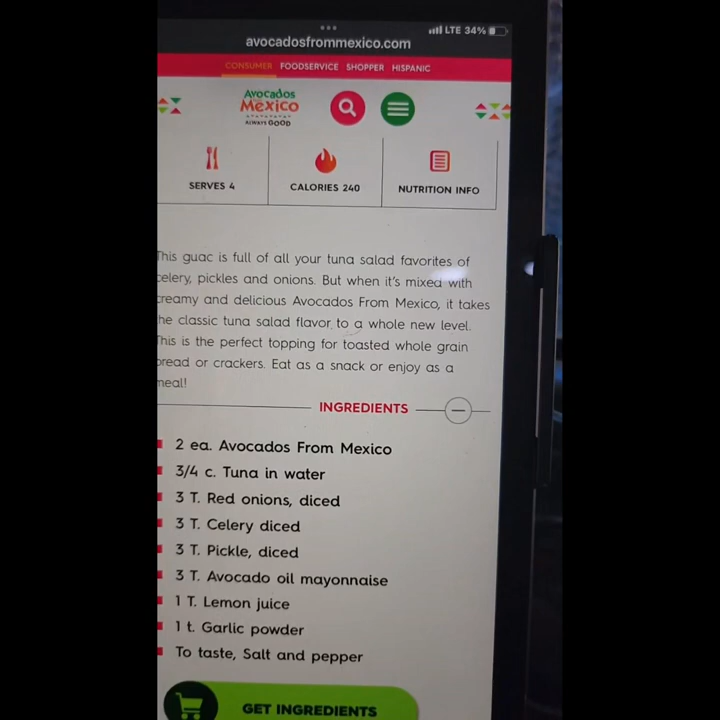 LTE 34%
avocadosfrommexico.com
CONSUMER FOODSERVICE SHOPPER HISPANIC
Avocados
Mexico
ALWAYS GOOD
SERVES 4
CALORIES 240
NUTRITION INFO
This guac is full of all your tuna salad favorites of
celery, pickles and onions. But when it's mixed with
creamy and delicious Avocados From Mexico, it takes
the classic tuna salad flavor to a whole new level.
This is the perfect topping for toasted whole grain
bread or crackers. Eat as a snack or enjoy as a
meal!
INGREDIENTS
2 ea. Avocados From Mexico
3/4 c. Tuna in water
3 T. Red onions, diced
3 T. Celery diced
3 T. Pickle, diced
3 T. Avocado oil mayonnaise
1 T. Lemon juice
1 t. Garlic powder
To taste, Salt and pepper
GET INGREDIENTS